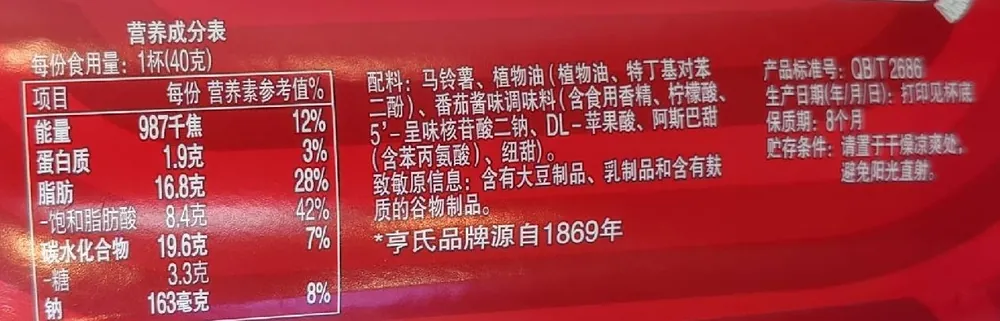 营养成分表
每份食用量：1杯(40克)
项目 每份 营养素参考值%
能量 987千焦 12%
蛋白质 1.9克 3%
脂肪 16.8克 28%
-饱和脂肪酸 8.4克 42%
碳水化合物 19.6克 7%
-糖 3.3克
钠 163毫克 8%
配料：马铃薯、植物油（植物油、特丁基对苯
二酚）、番茄酱味调味料（含食用香精、柠檬酸、
5’-呈味核苷酸二钠、DL-苹果酸、阿斯巴甜
（含苯丙氨酸）、纽甜）。
致敏原信息：含有大豆制品、乳制品和含有麸
质的谷物制品。
*亨氏品牌源自1869年
产品标准号：QB/T 2686
生产日期(年/月/日)：打印见杯底
保质期：8个月
贮存条件：请置于干燥凉爽处，
避免阳光直射。